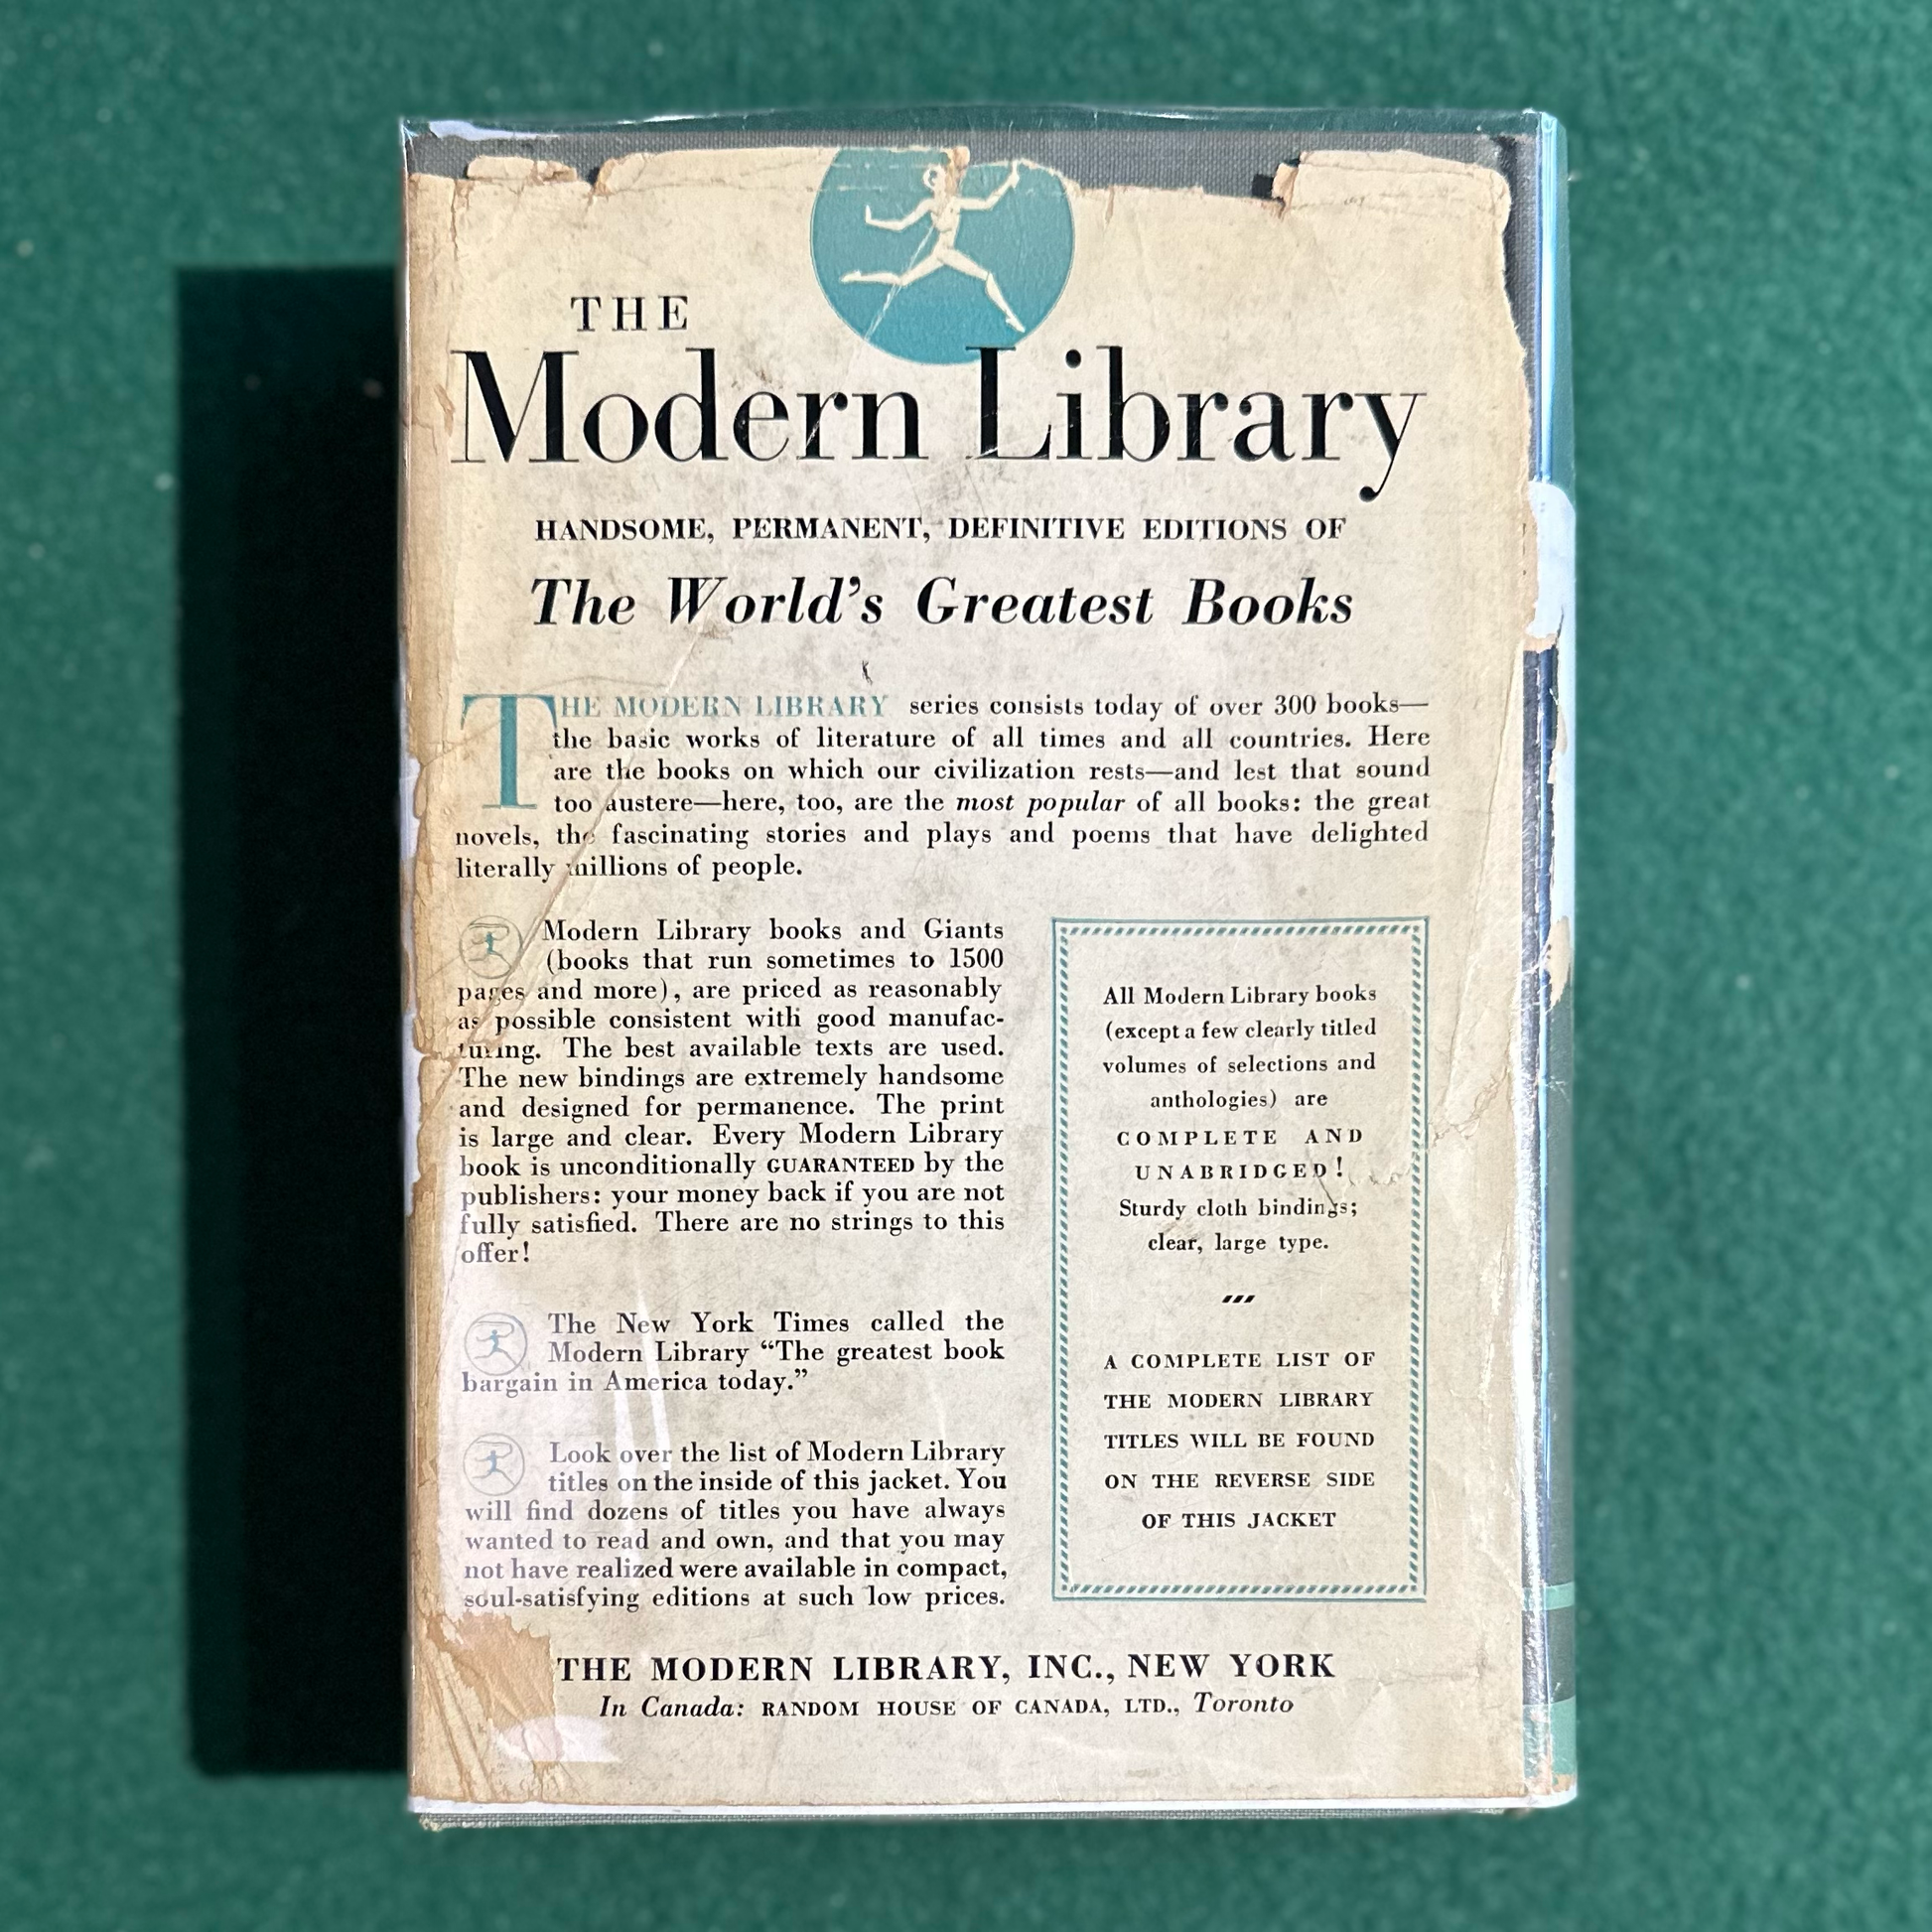 THE
Modern Library
HANDSOME, PERMANENT, DEFINITIVE EDITIONS OF
The World's Greatest Books
THE MODERN LIBRARY series consists today of over 300 books—
the basic works of literature of all times and all countries. Here
are the books on which our civilization rests—and lest that sound
too austere—here, too, are the most popular of all books: the great
novels, the fascinating stories and plays and poems that have delighted
literally millions of people.
Modern Library books and Giants
(books that run sometimes to 1500
pages and more), are priced as reasonably
as possible consistent with good manufac-
turing. The best available texts are used.
The new bindings are extremely handsome
and designed for permanence. The print
is large and clear. Every Modern Library
book is unconditionally GUARANTEED by the
publishers: your money back if you are not
fully satisfied. There are no strings to this
offer!
The New York Times called the
Modern Library “The greatest book
bargain in America today.”
Look over the list of Modern Library
titles on the inside of this jacket. You
will find dozens of titles you have always
wanted to read and own, and that you may
not have realized were available in compact,
soul-satisfying editions at such low prices.
All Modern Library books
(except a few clearly titled
volumes of selections and
anthologies) are
COMPLETE AND
UNABRIDGED!
Sturdy cloth bindings;
clear, large type.
A COMPLETE LIST OF
THE MODERN LIBRARY
TITLES WILL BE FOUND
ON THE REVERSE SIDE
OF THIS JACKET
THE MODERN LIBRARY, INC., NEW YORK
In Canada: RANDOM HOUSE OF CANADA, LTD., Toronto